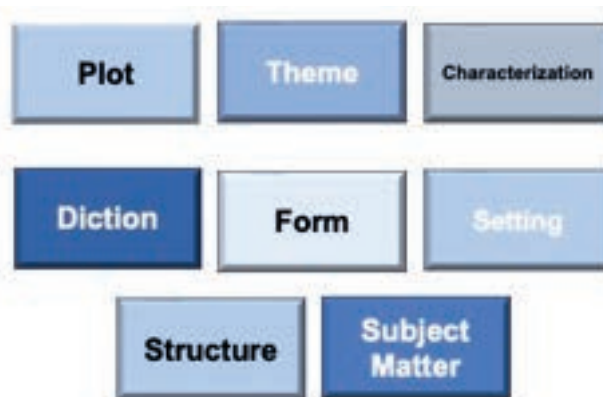 Plot
Theme
Characterization
Diction
Form
Setting
Structure
Subject
Matter